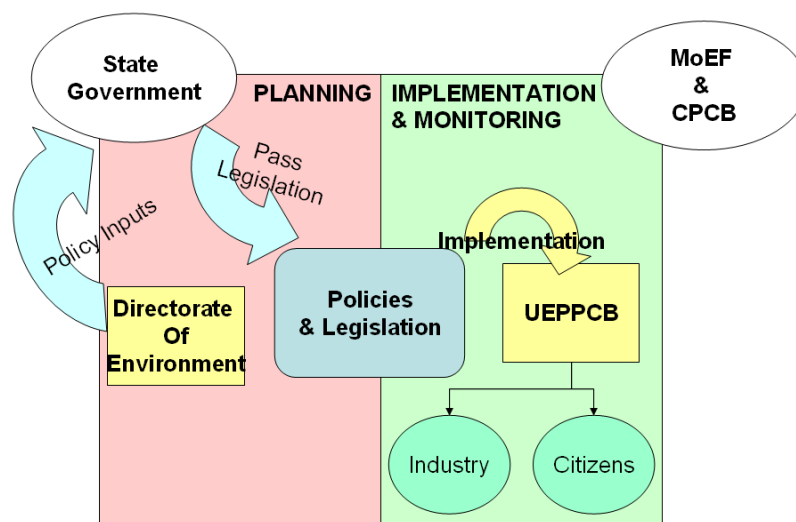 State
Government
PLANNING
IMPLEMENTATION
& MONITORING
MoEF
&
CPCB
Pass
Legislation
Policy Inputs
Implementation
Directorate
Of
Environment
Policies
& Legislation
UEPPCB
Industry
Citizens